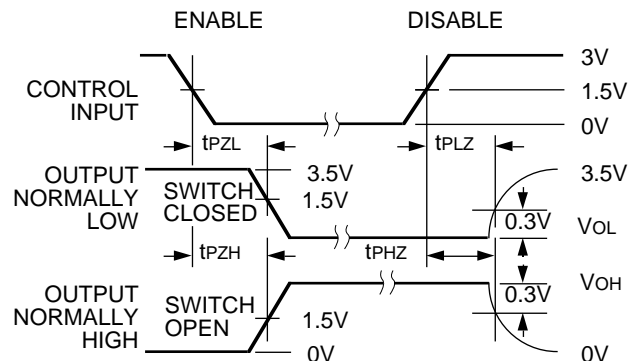 ENABLE DISABLE
3V
CONTROL INPUT
1.5V
0V
tPZL tPLZ
OUTPUT NORMALLY LOW
SWITCH CLOSED
3.5V
3.5V
1.5V
0.3V
VOL
tPZH tPHZ
VOH
0.3V
OUTPUT NORMALLY HIGH
SWITCH OPEN
1.5V
0V
0V